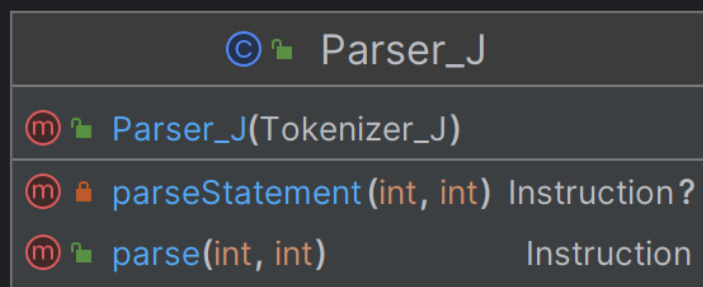 C Parser_J
m Parser_J(Tokenizer_J)
m parseStatement(int, int) Instruction?
m parse(int, int) Instruction